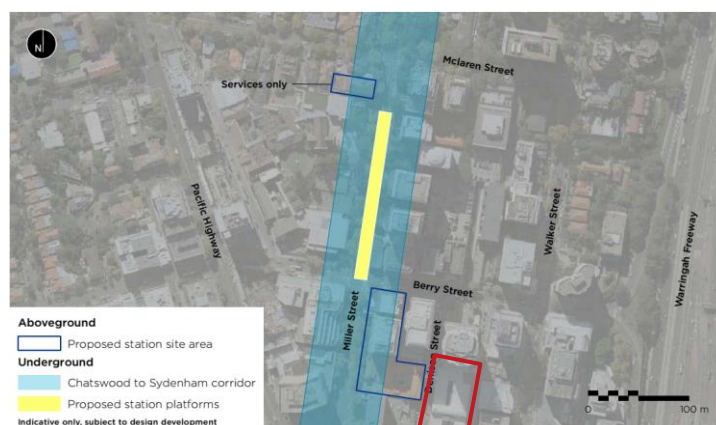 N
Mclaren Street
Services only
Pacific Highway
Walker Street
Warringah Freeway
Berry Street
Miller Street
Denison Street
Aboveground
Proposed station site area
Underground
Chatswood to Sydenham corridor
Proposed station platforms
Indicative only, subject to design development
0
100 m